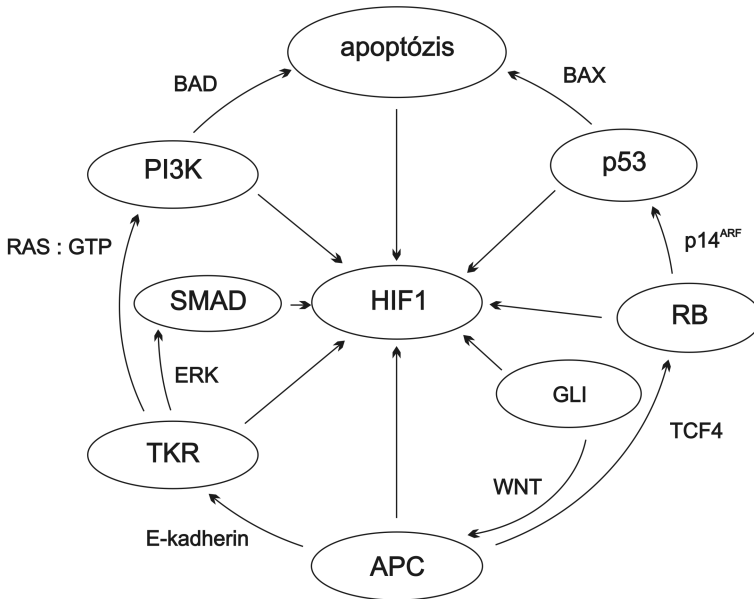 apoptózis
BAD
BAX
PI3K
p53
RAS : GTP
p14ARF
SMAD
HIF1
RB
ERK
GLI
TCF4
TKR
WNT
E-kadherin
APC